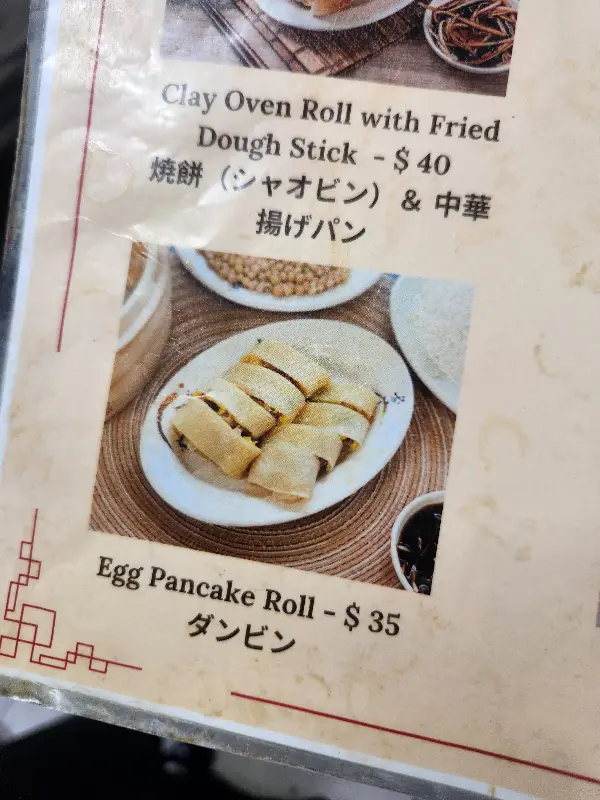 Clay Oven Roll with Fried
Dough Stick - $ 40
焼餅（シャオビン）& 中華
揚げパン
Egg Pancake Roll - $ 35
ダンビン